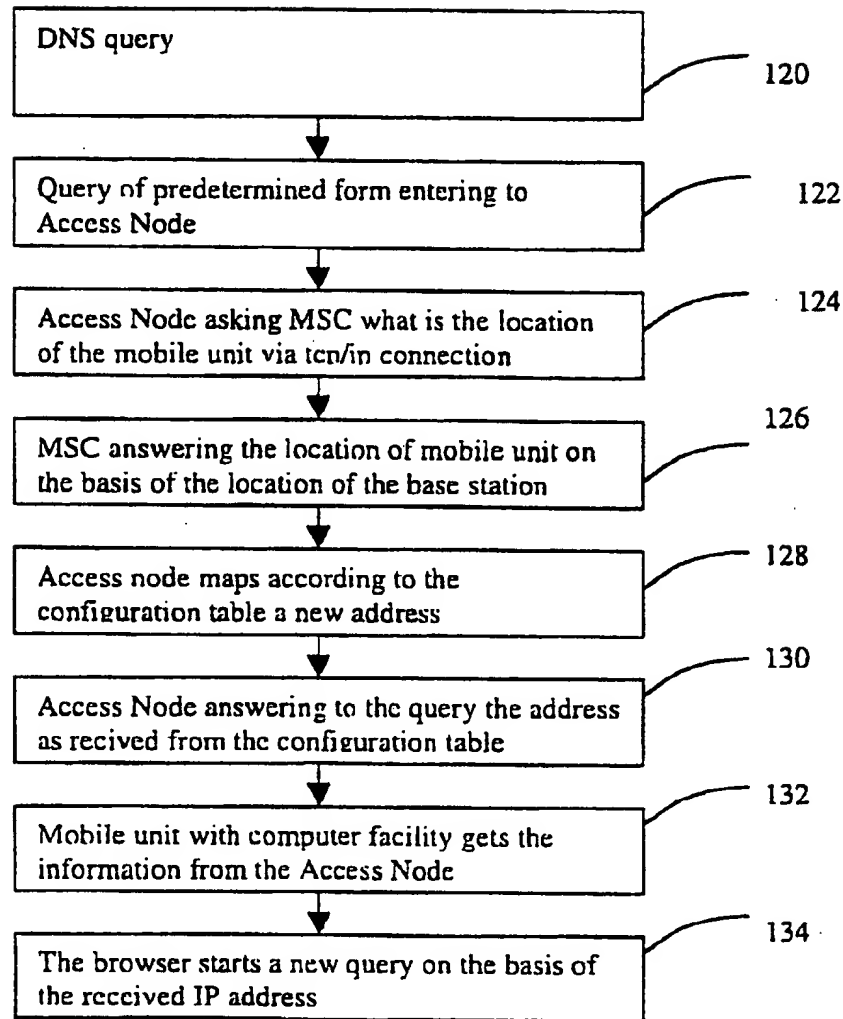 DNS query
120
Query of predetermined form entering to
Access Node
122
Access Node asking MSC what is the location
of the mobile unit via tcp/ip connection
124
MSC answering the location of mobile unit on
the basis of the location of the base station
126
Access node maps according to the
configuration table a new address
128
Access Node answering to the query the address
as recived from the configuration table
130
Mobile unit with computer facility gets the
information from the Access Node
132
The browser starts a new query on the basis of
the received IP address
134